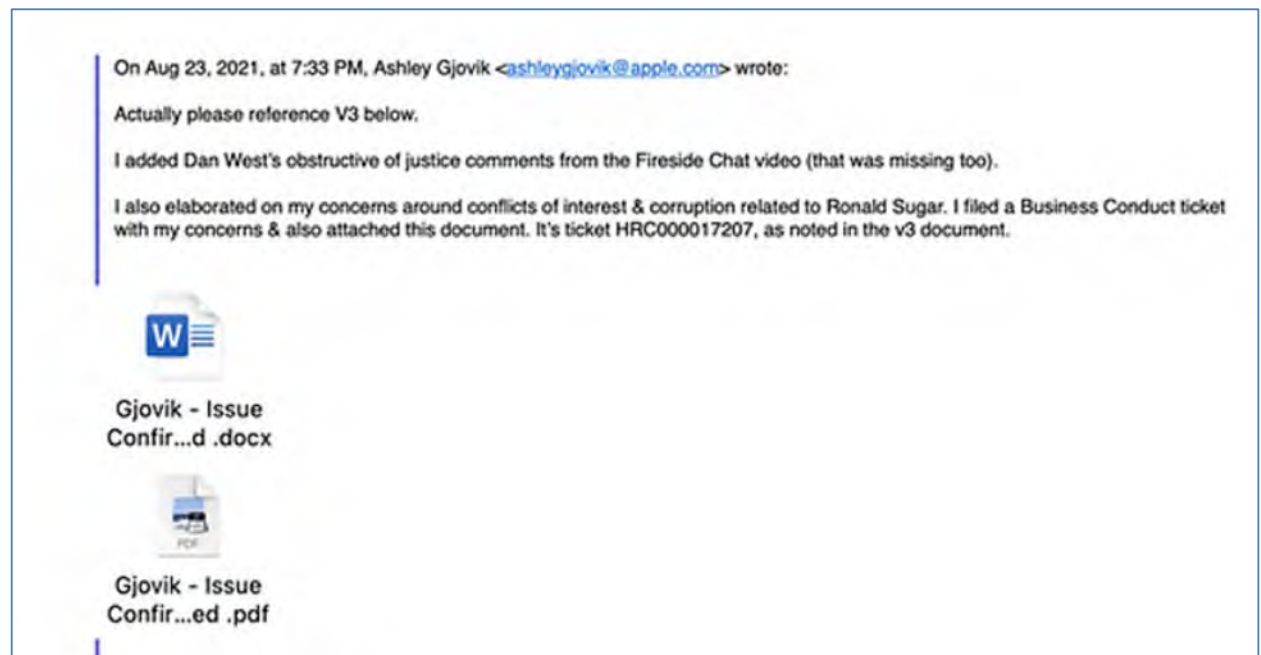 On Aug 23, 2021, at 7:33 PM, Ashley Gjovik <ashleygjovik@apple.com> wrote:
Actually please reference V3 below.
I added Dan West's obstructive of justice comments from the Fireside Chat video (that was missing too).
I also elaborated on my concerns around conflicts of interest & corruption related to Ronald Sugar. I filed a Business Conduct ticket
with my concerns & also attached this document. It's ticket HRC000017207, as noted in the v3 document.
W
Gjovik - Issue
Confir...d .docx
PDF
Gjovik - Issue
Confir...ed .pdf